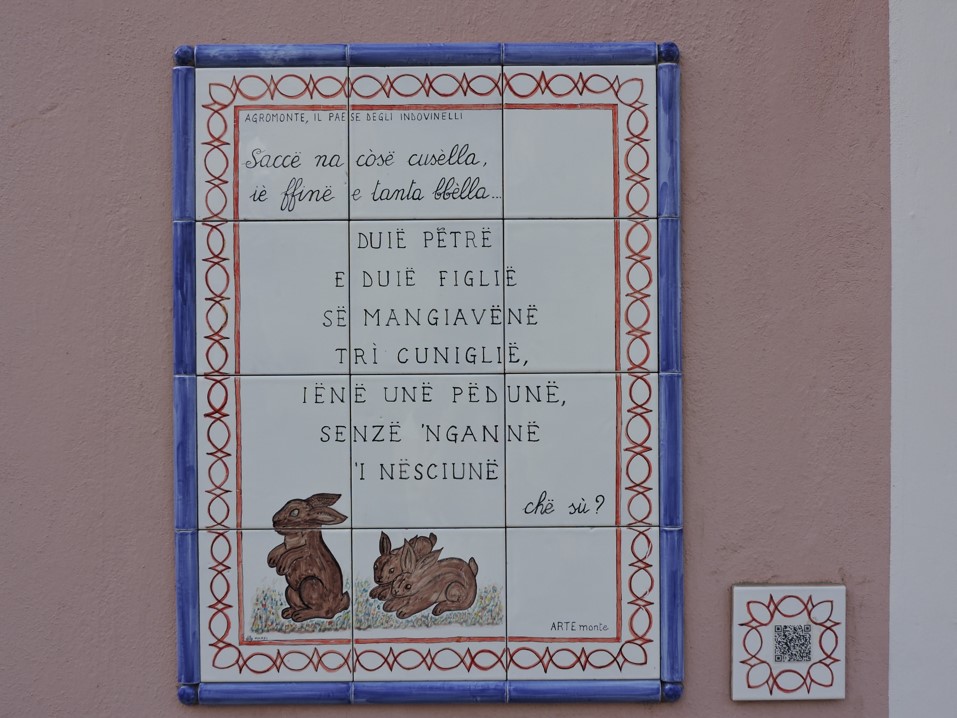 AGROMONTE, IL PAESE DEGLI INDOVINELLI
Saccë na còsë cusèlla,
iè ffinë e tanta bbèlla...
DUIË PËTRË
E DUIË FIGLIË
SË MANGIAVËNË
TRÌ CUNIGLIË,
IËNË UNË PËDUNË,
SENZË 'NGANNË
'I NËSCIUNË
chë sù?
ARTE monte